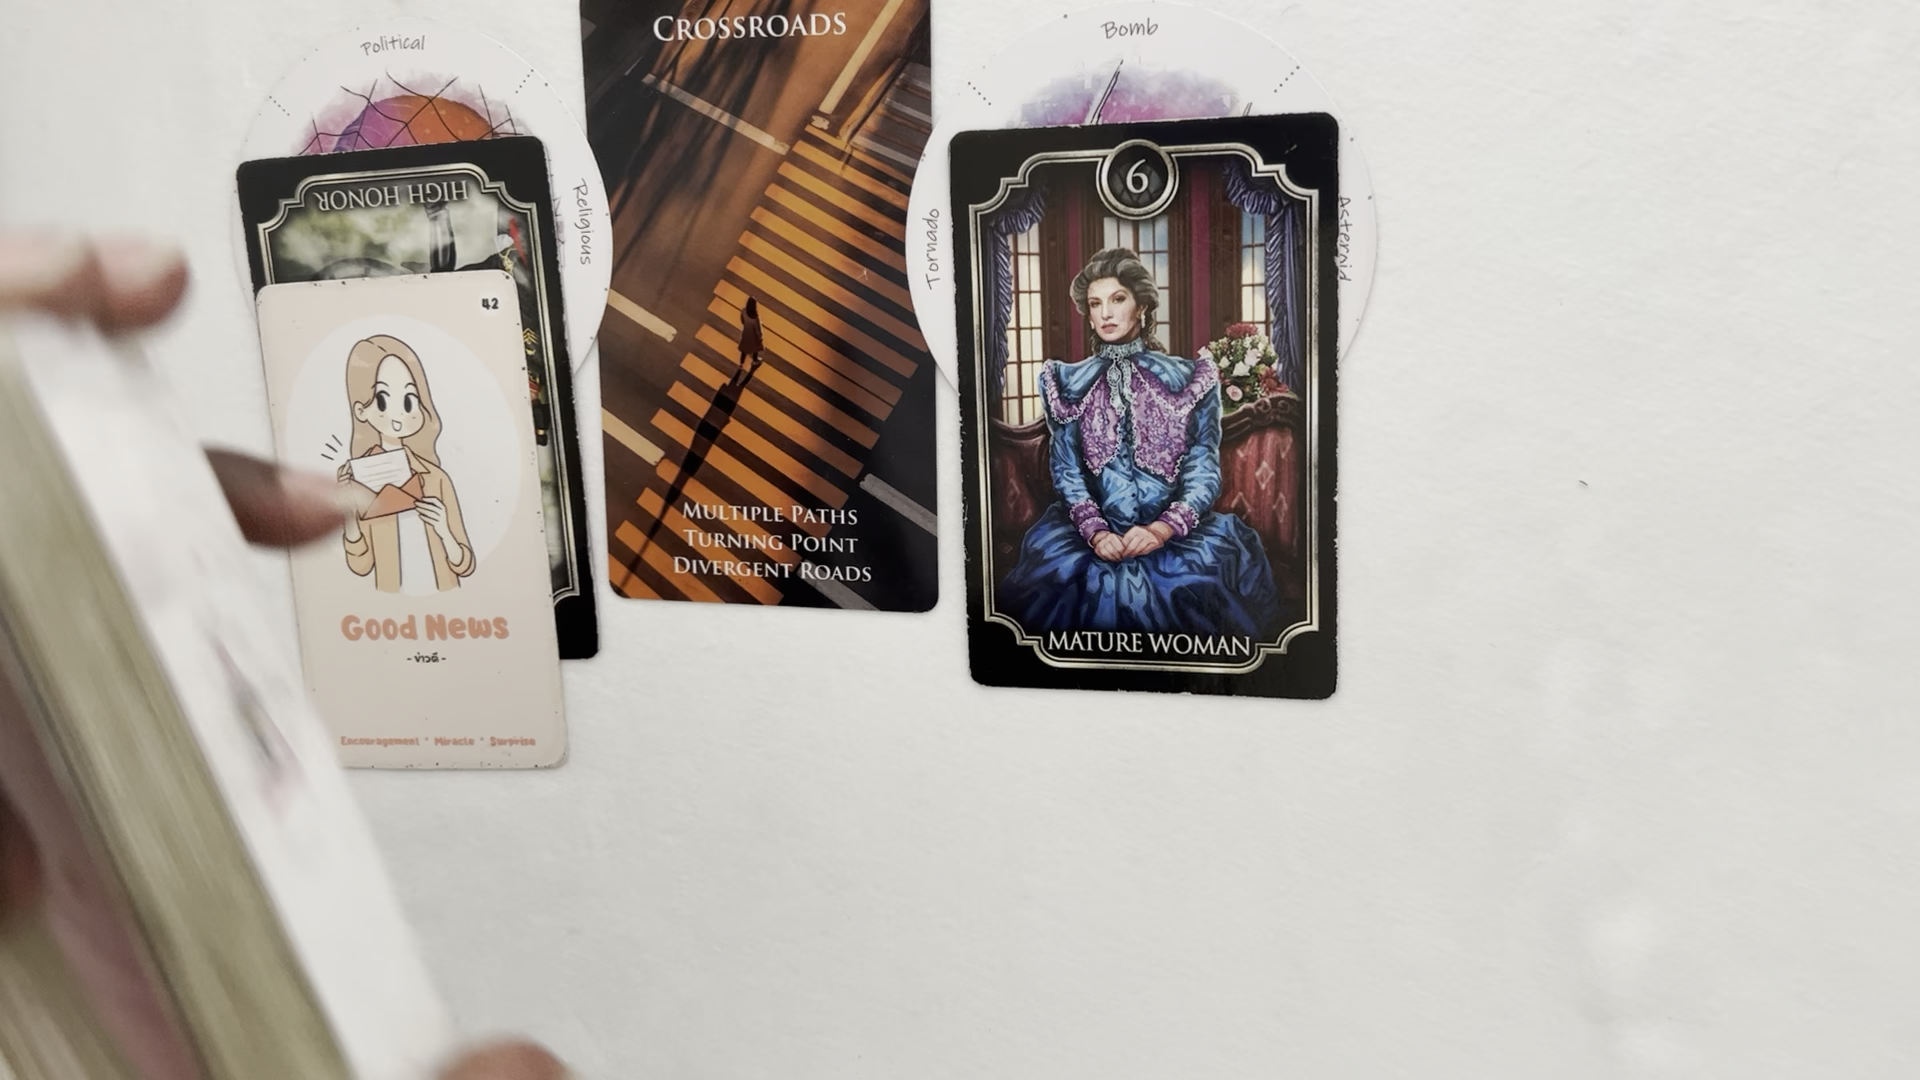 Political
Religious
HIGH HONOR
42
Good News
- ข่าวดี -
Encouragement * Miracle * Surprise
CROSSROADS
MULTIPLE PATHS
TURNING POINT
DIVERGENT ROADS
Bomb
Tornado
Asteroid
6
MATURE WOMAN